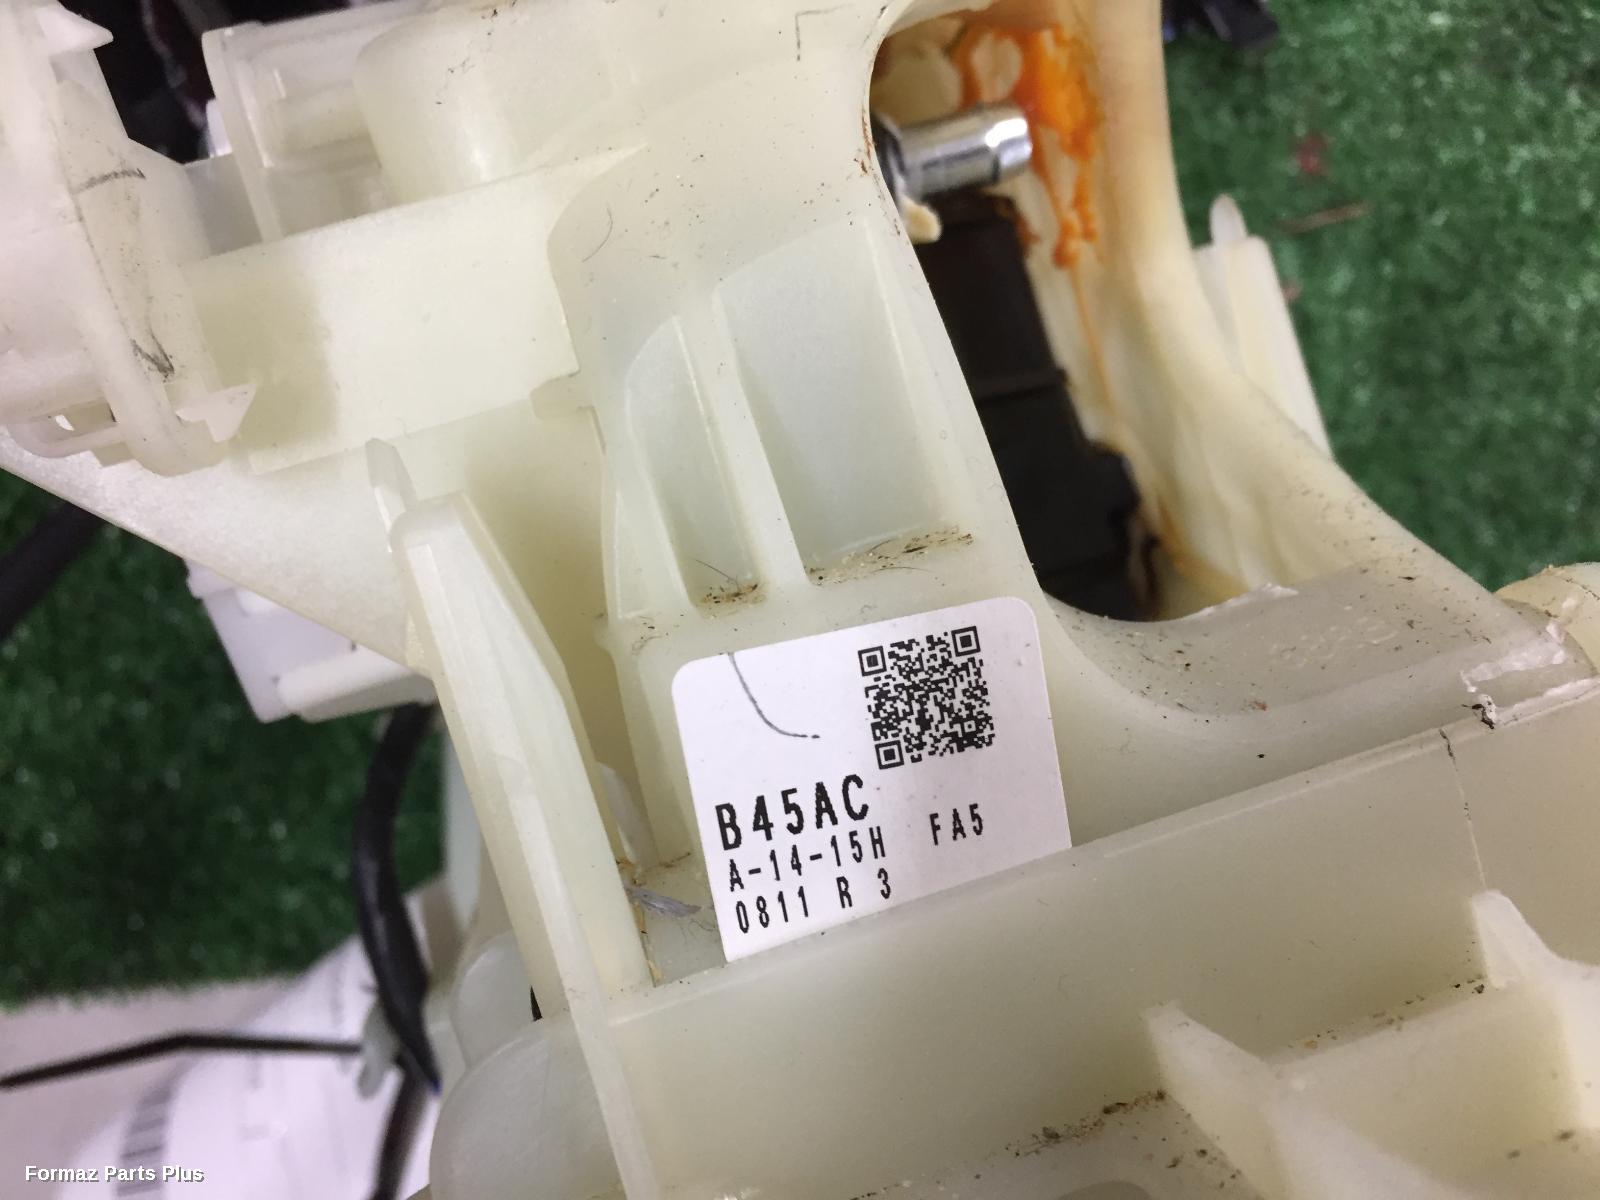 B45AC
A-14-15H FA5
0811 R 3
Formaz Parts Plus